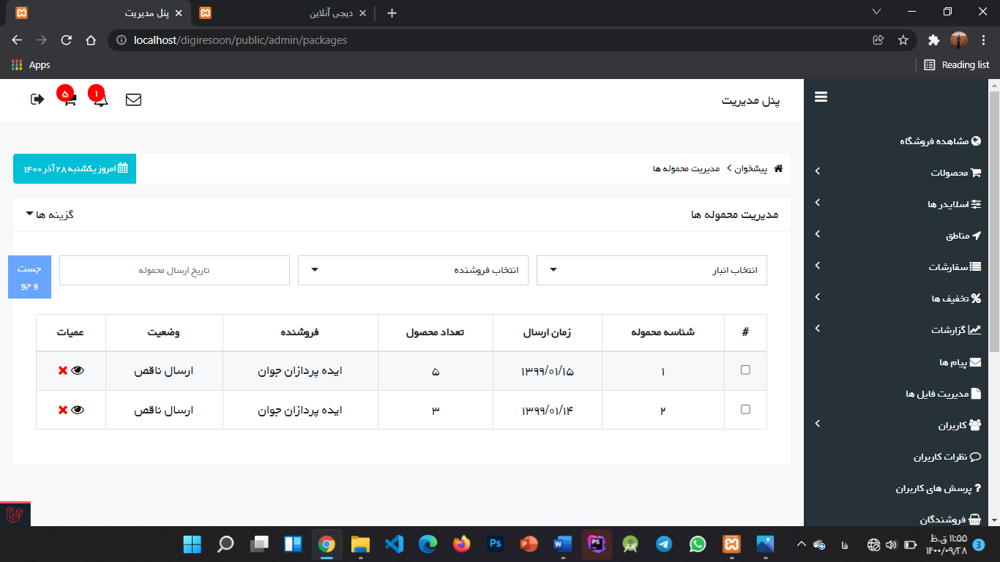 پنل مدیریت
دیجی آنلاین
localhost/digiresoon/public/admin/packages
Apps
Reading list
پنل مدیریت
۱
۵
مشاهده فروشگاه
محصولات
اسلایدر ها
مناطق
سفارشات
تخفیف ها
گزارشات
پیام ها
مدیریت فایل ها
کاربران
نظرات کاربران
پرسش های کاربران
فروشندگان
پیشخوان
مدیریت محموله ها
امروز یکشنبه ۲۸ آذر ۱۴۰۰
مدیریت محموله ها
گزینه ها
انتخاب انبار
انتخاب فروشنده
تاریخ ارسال محموله
جست
و جو
# شناسه محموله زمان ارسال تعداد محصول فروشنده وضعیت عمیات
۱ ۱۳۹۹/۰۱/۱۵ ۵ ایده پردازان جوان ارسال ناقص
۲ ۱۳۹۹/۰۱/۱۴ ۳ ایده پردازان جوان ارسال ناقص
Ps
P
W
PS
فا
۱۱:۵۵ ق.ظ
۱۴۰۰/۰۹/۲۸
3